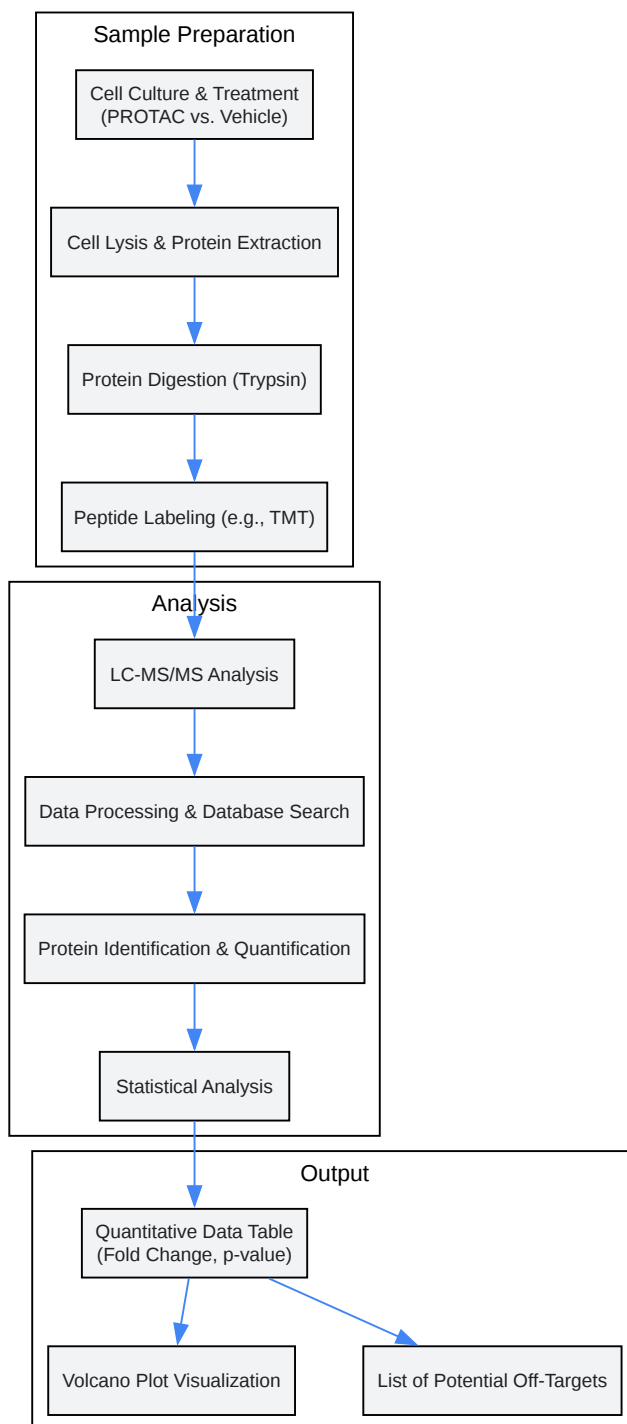 Sample Preparation
Cell Culture & Treatment
(PROTAC vs. Vehicle)
Cell Lysis & Protein Extraction
Protein Digestion (Trypsin)
Peptide Labeling (e.g., TMT)
Analysis
LC-MS/MS Analysis
Data Processing & Database Search
Protein Identification & Quantification
Statistical Analysis
Output
Quantitative Data Table
(Fold Change, p-value)
Volcano Plot Visualization
List of Potential Off-Targets